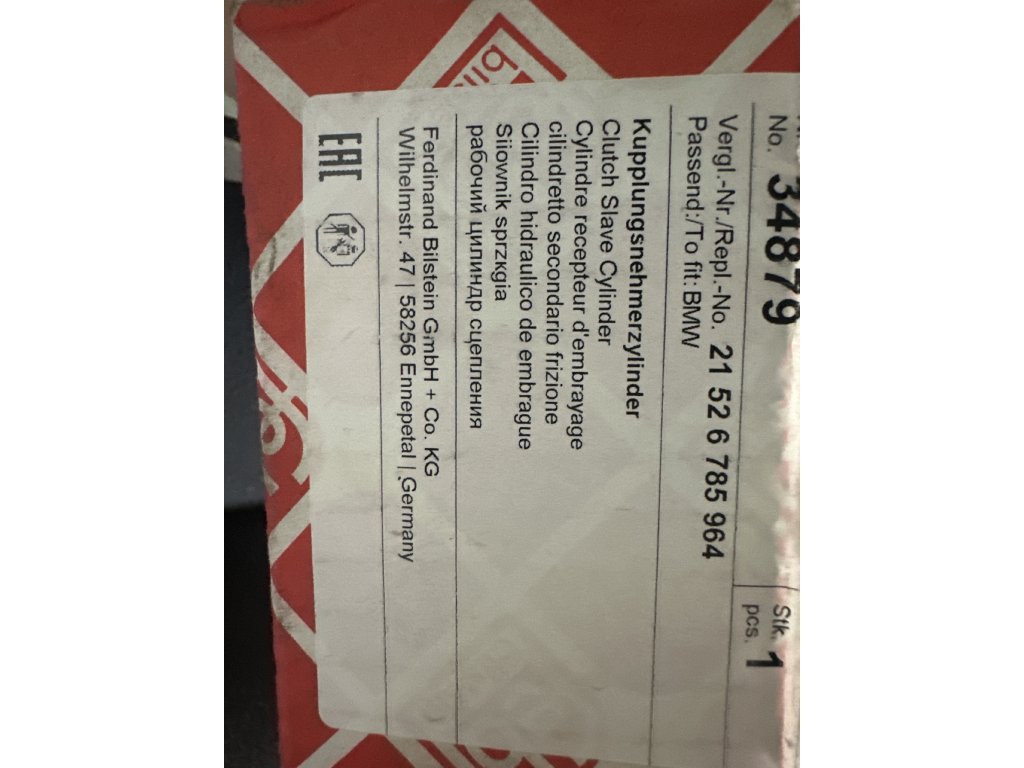 No. 34879
Stk.
pcs. 1
Vergl.-Nr./Repl.-No. 21 52 6 785 964
Passend:/To fit: BMW
Kupplungsnehmerzylinder
Clutch Slave Cylinder
Cylindre recepteur d'embrayage
cilindretto secondario frizione
Cilindro hidraulico de embrague
Siiownik sprzкgia
рабочий цилиндр сцепления
Ferdinand Bilstein GmbH + Co. KG
Wilhelmstr. 47 | 58256 Ennepetal | Germany
EAC